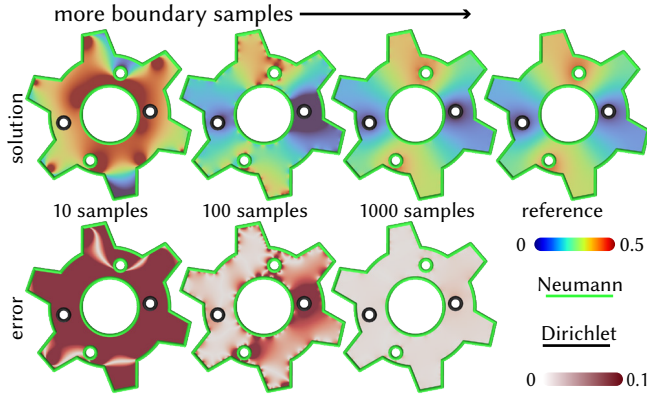 more boundary samples
solution
10 samples 100 samples 1000 samples reference
0 0.5
Neumann
Dirichlet
error
0 0.1